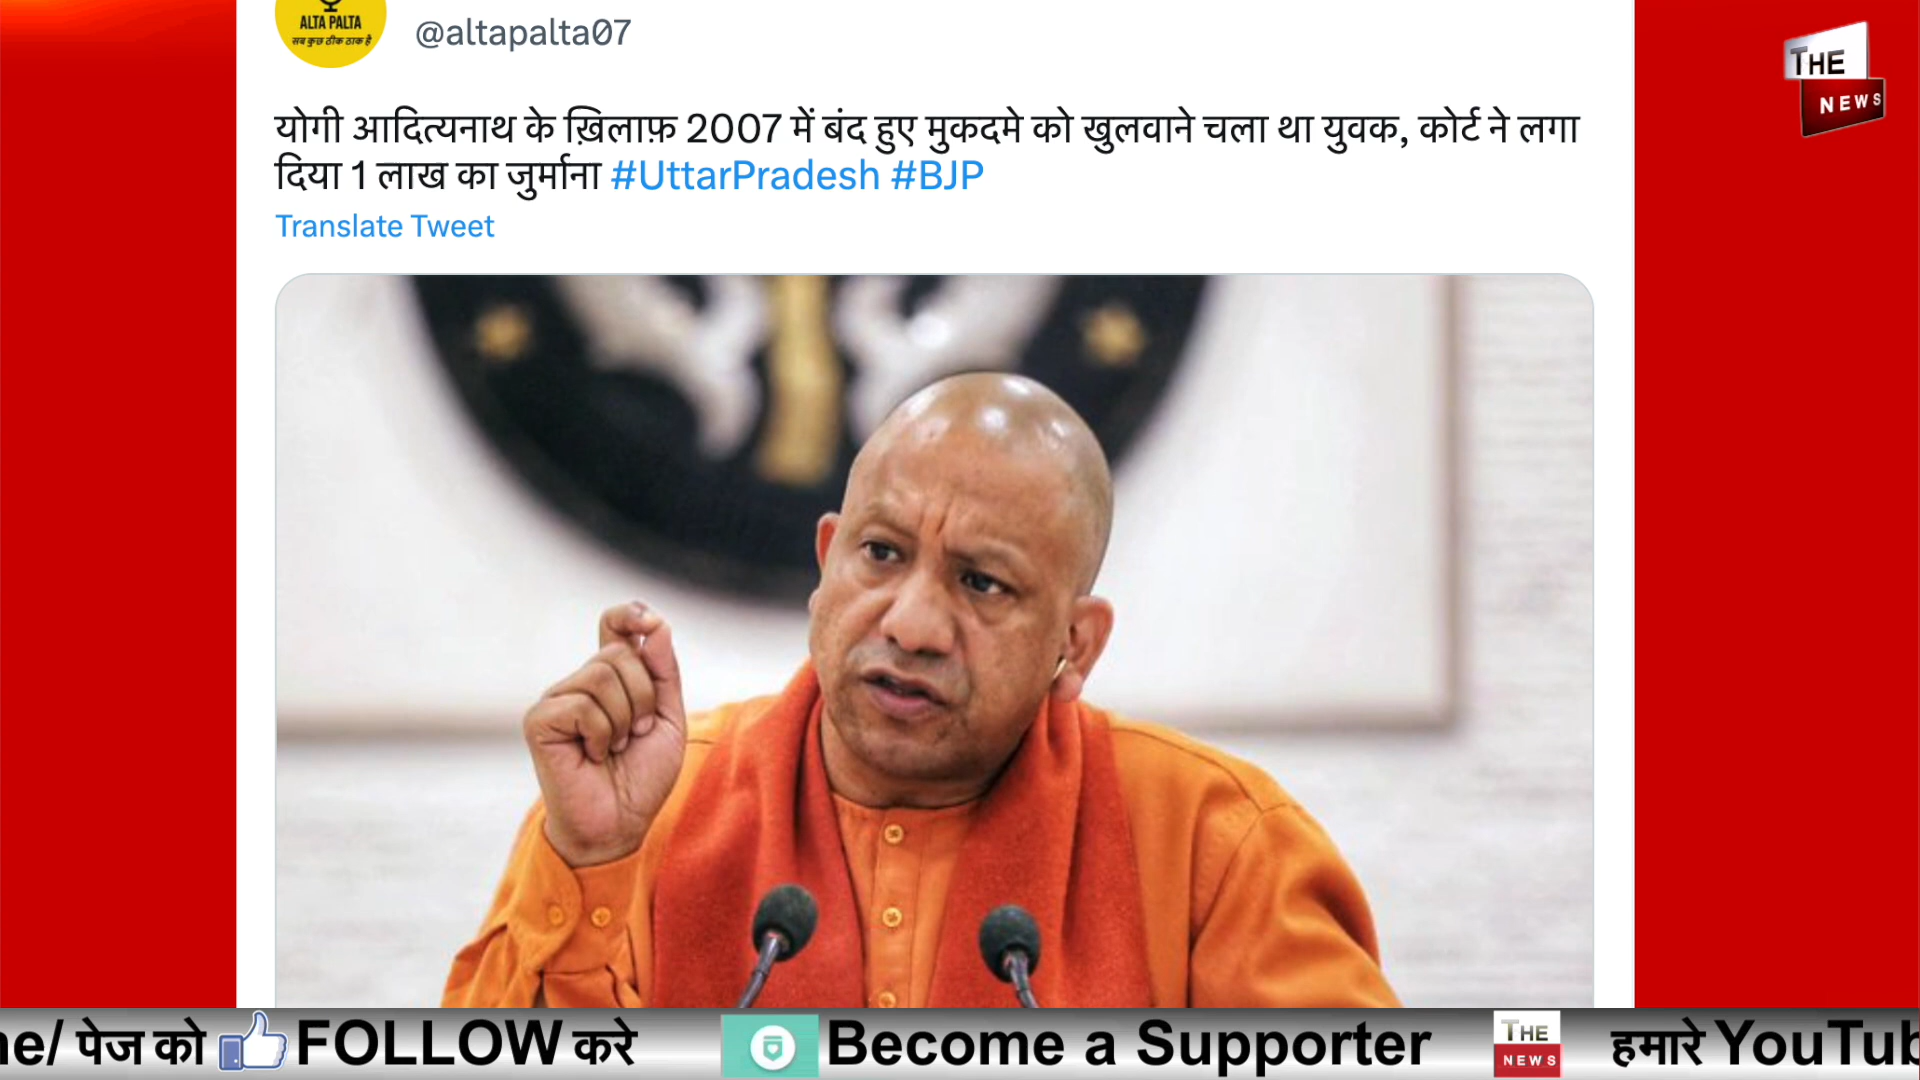 ALTA PALTA
सब कुछ ठीक ठाक है
@altapalta07
THE
NEWS
योगी आदित्यनाथ के ख़िलाफ़ 2007 में बंद हुए मुकदमे को खुलवाने चला था युवक, कोर्ट ने लगा
दिया 1 लाख का जुर्माना #UttarPradesh #BJP
Translate Tweet
ne/ पेज को FOLLOW करे Become a Supporter THE NEWS हमारे YouTub